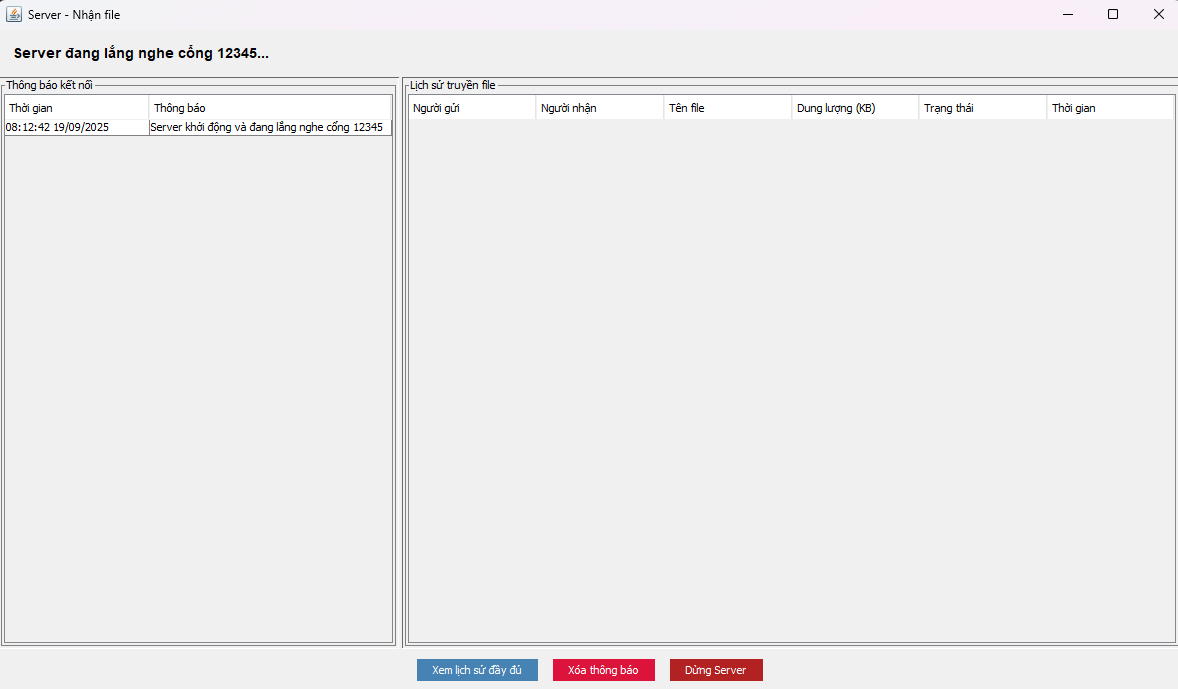 Server - Nhận file
Server đang lắng nghe cổng 12345...
Thông báo kết nối
Thời gian Thông báo
08:12:42 19/09/2025 Server khởi động và đang lắng nghe cổng 12345
Lịch sử truyền file
Người gửi Người nhận Tên file Dung lượng (KB) Trạng thái Thời gian
Xem lịch sử đầy đủ Xóa thông báo Dừng Server